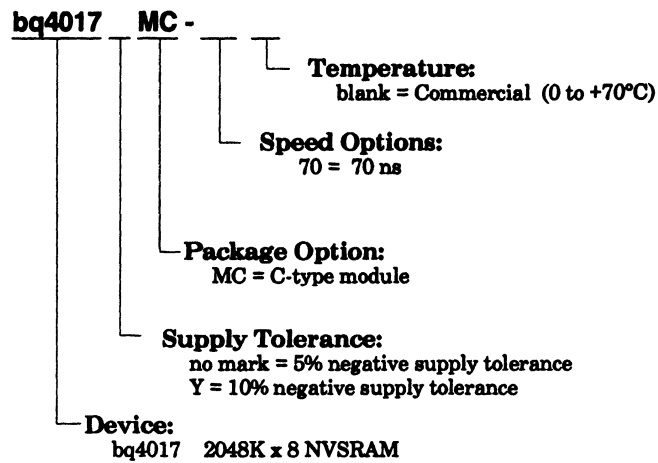 bq4017 MC -
Temperature:
blank = Commercial (0 to +70ºC)
Speed Options:
70 = 70 ns
Package Option:
MC = C-type module
Supply Tolerance:
no mark = 5% negative supply tolerance
Y = 10% negative supply tolerance
Device:
bq4017 2048K x 8 NVSRAM